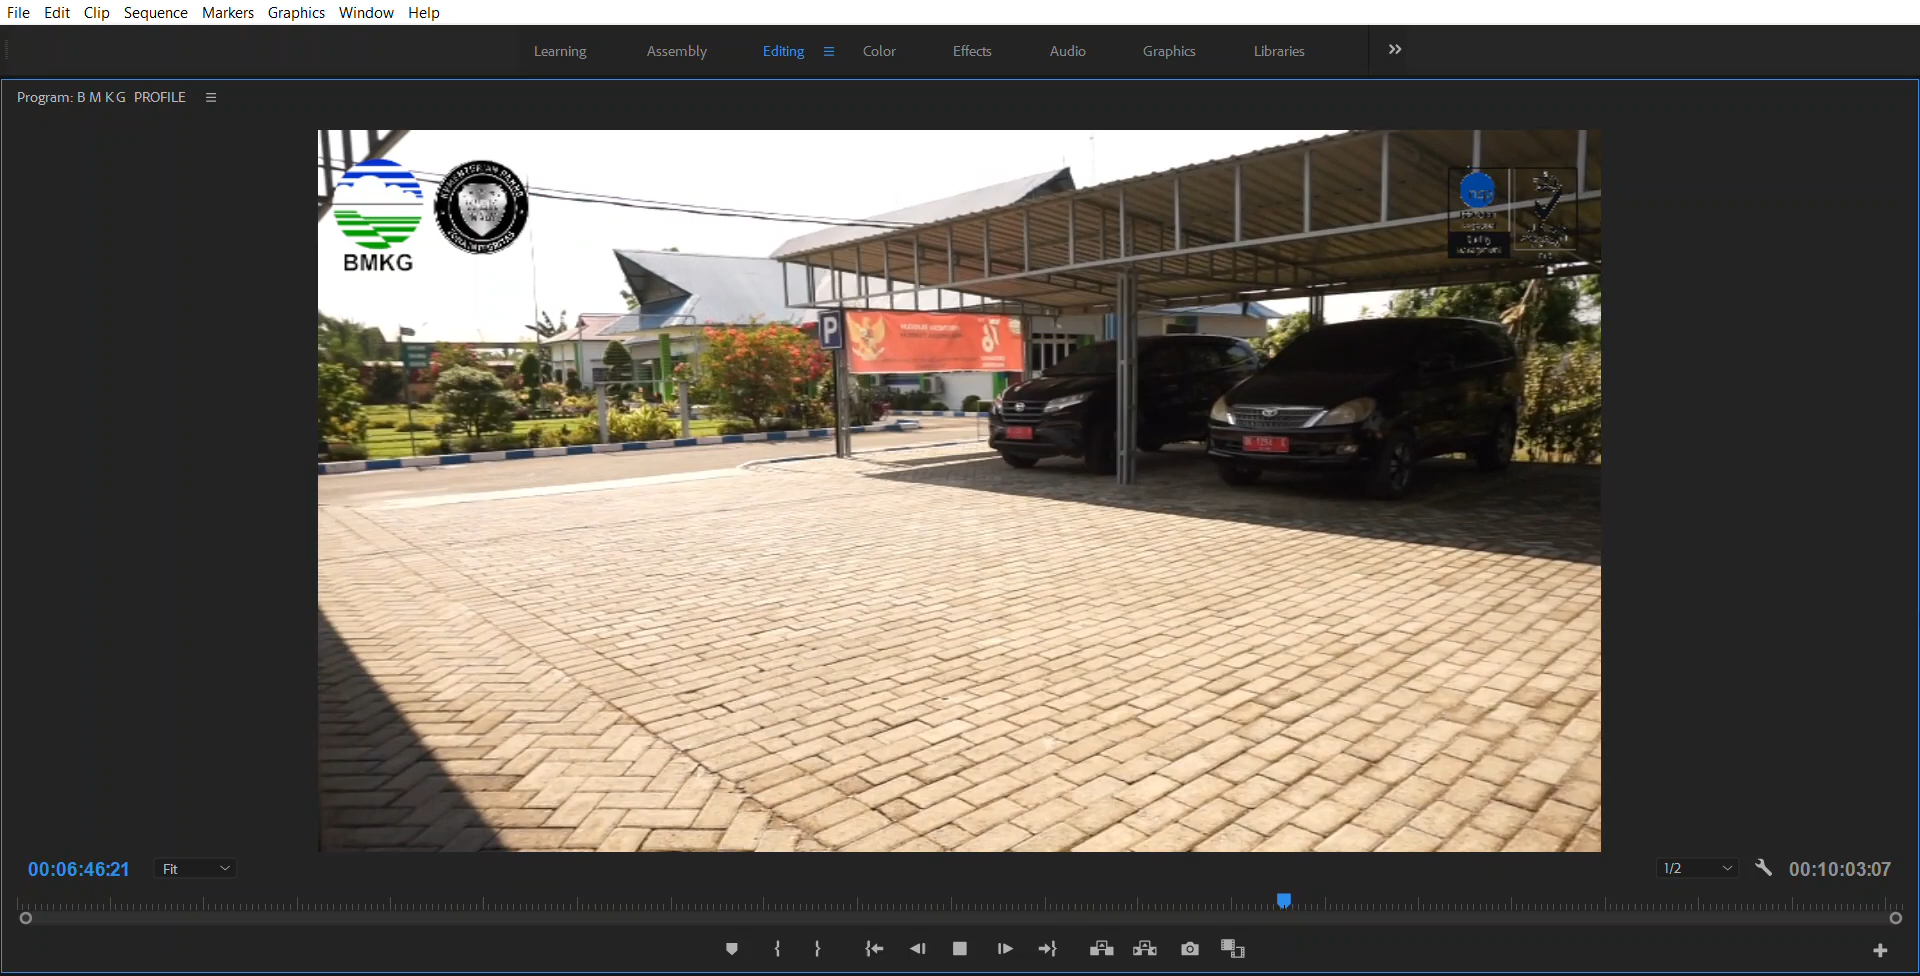 File Edit Clip Sequence Markers Graphics Window Help
Learning Assembly Editing Color Effects Audio Graphics Libraries
Program: B M K G PROFILE
BMKG
P
76
00:06:46:21 Fit 1/2 00:10:03:07